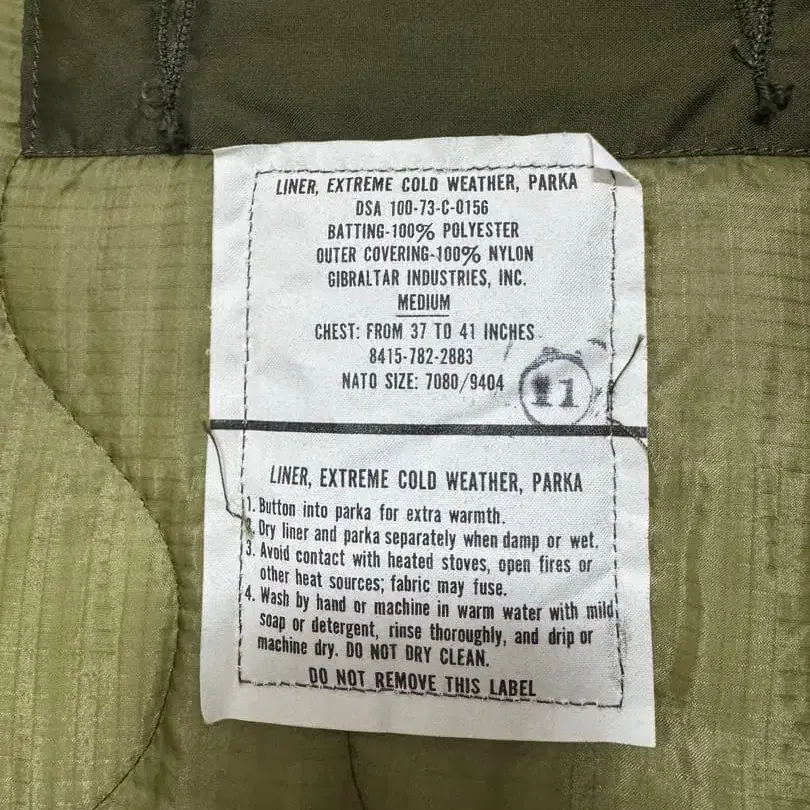 LINER, EXTREME COLD WEATHER, PARKA
DSA 100-73-C-0156
BATTING-100% POLYESTER
OUTER COVERING-100% NYLON
GIBRALTAR INDUSTRIES, INC.
MEDIUM
CHEST: FROM 37 TO 41 INCHES
8415-782-2883
NATO SIZE: 7080/9404
11
LINER, EXTREME COLD WEATHER, PARKA
1. Button into parka for extra warmth.
2. Dry liner and parka separately when damp or wet.
3. Avoid contact with heated stoves, open fires or
other heat sources; fabric may fuse.
4. Wash by hand or machine in warm water with mild
soap or detergent, rinse thoroughly, and drip or
machine dry. DO NOT DRY CLEAN.
DO NOT REMOVE THIS LABEL